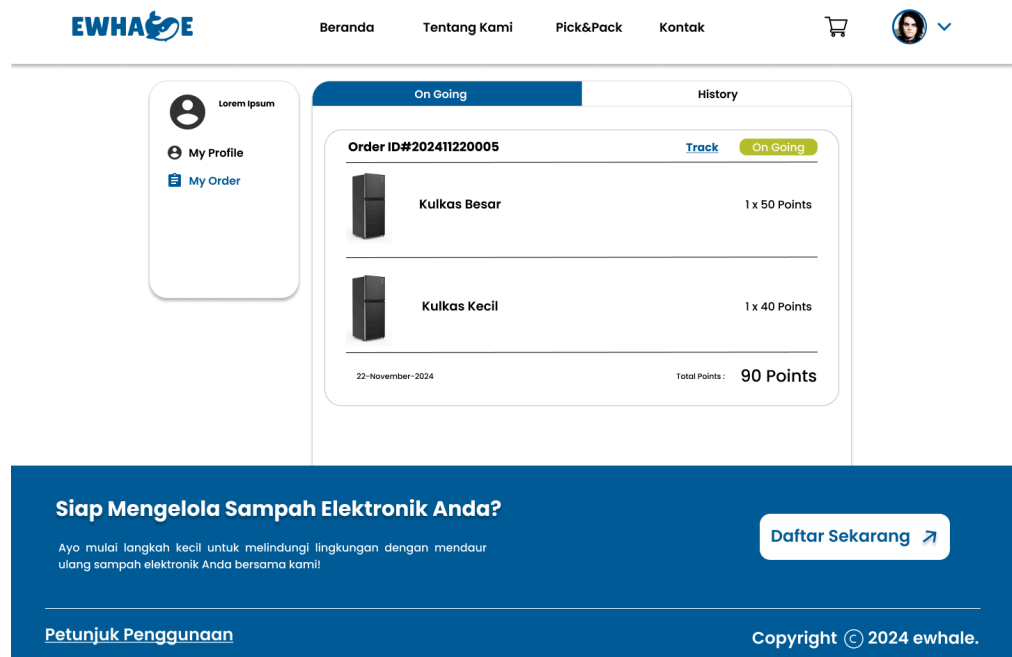 EWHALE
Beranda
Tentang Kami
Pick&Pack
Kontak
Lorem Ipsum
My Profile
My Order
On Going
History
Order ID#202411220005
Track
On Going
Kulkas Besar
1 x 50 Points
Kulkas Kecil
1 x 40 Points
22-November-2024
Total Points :
90 Points
Siap Mengelola Sampah Elektronik Anda?
Ayo mulai langkah kecil untuk melindungi lingkungan dengan mendaur
ulang sampah elektronik Anda bersama kami!
Daftar Sekarang
Petunjuk Penggunaan
Copyright © 2024 ewhale.